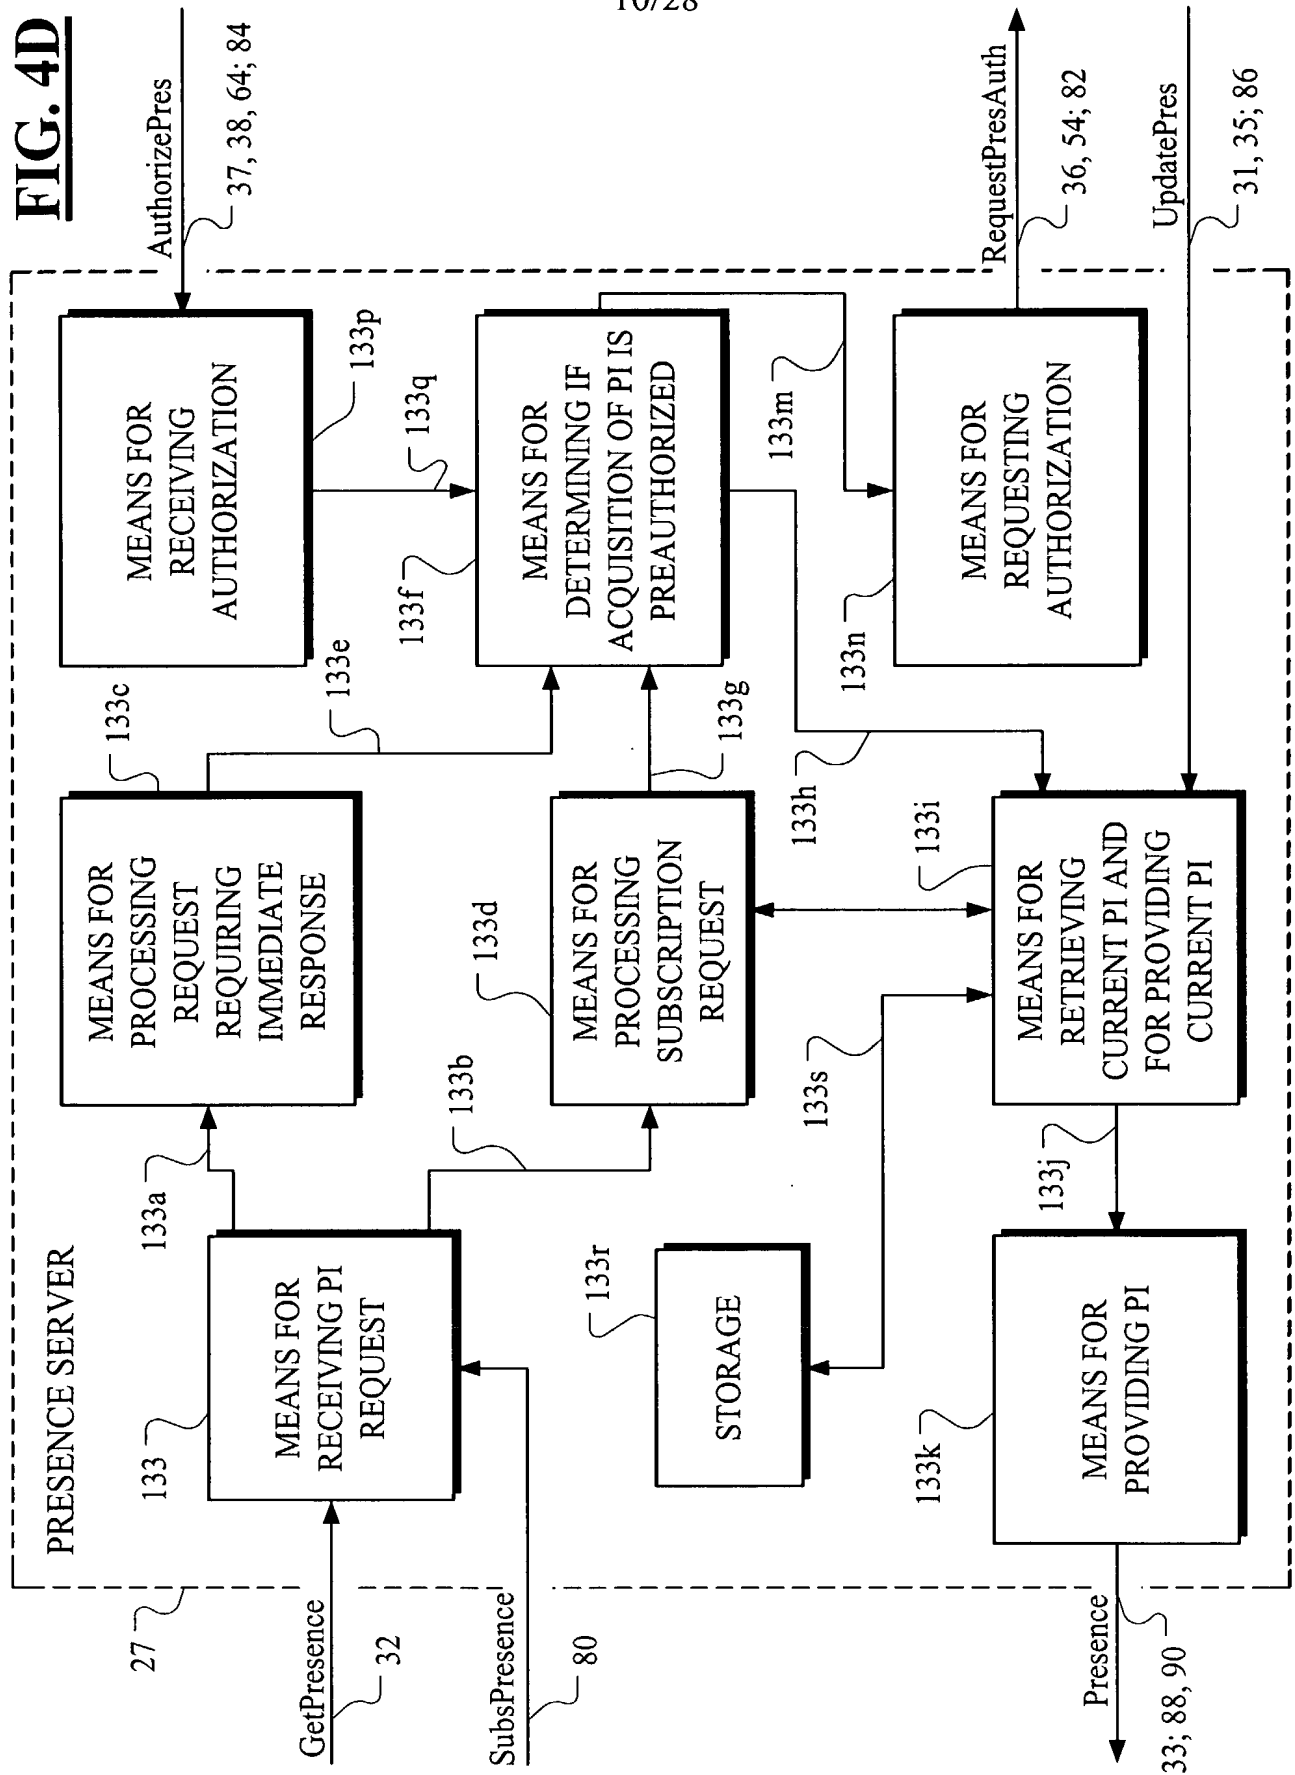 10/28
FIG. 4D
PRESENCE SERVER
27
GetPresence
32
SubsPresence
80
133
MEANS FOR
RECEIVING PI
REQUEST
133a
133b
MEANS FOR
PROCESSING
REQUEST
REQUIRING
IMMEDIATE
RESPONSE
133c
133e
MEANS FOR
RECEIVING
AUTHORIZATION
133p
133q
AuthorizePres
37, 38, 64; 84
STORAGE
133r
133s
133d
MEANS FOR
PROCESSING
SUBSCRIPTION
REQUEST
133g
133f
MEANS FOR
DETERMINING IF
ACQUISITION OF PI IS
PREAUTHORIZED
133m
133h
133n
MEANS FOR
REQUESTING
AUTHORIZATION
RequestPresAuth
36, 54; 82
133k
MEANS FOR
PROVIDING PI
Presence
33; 88, 90
133j
133i
MEANS FOR
RETRIEVING
CURRENT PI AND
FOR PROVIDING
CURRENT PI
UpdatePres
31, 35; 86